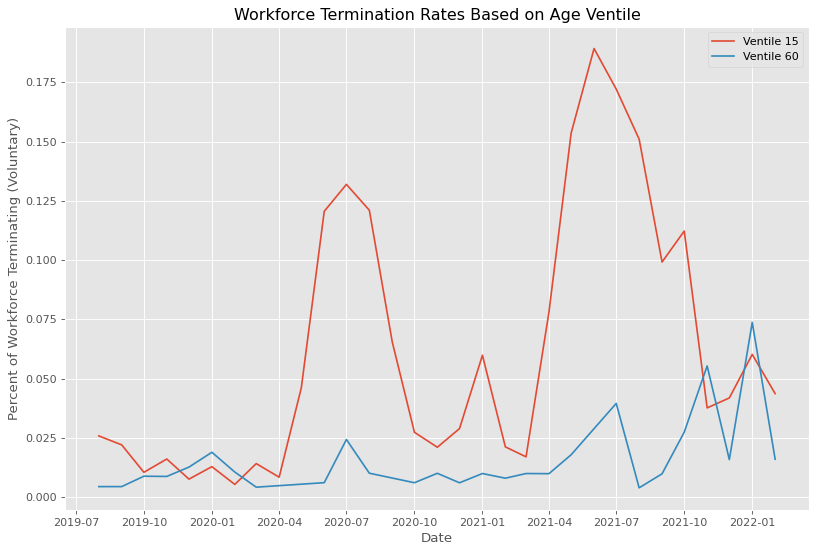 Workforce Termination Rates Based on Age Ventile
Ventile 15
Ventile 60
Percent of Workforce Terminating (Voluntary)
0.175
0.150
0.125
0.100
0.075
0.050
0.025
0.000
2019-07 2019-10 2020-01 2020-04 2020-07 2020-10 2021-01 2021-04 2021-07 2021-10 2022-01
Date